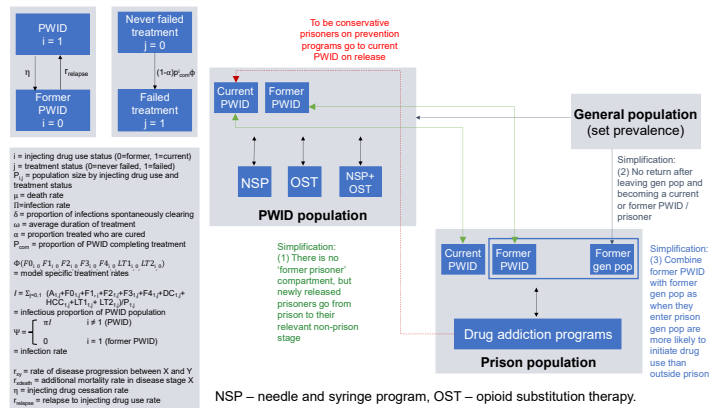 PWID
i = 1
η
r_relapse
Former
PWID
i = 0
Never failed
treatment
j = 0
(1-α)pⁱ_comϕ
Failed
treatment
j = 1
To be conservative
prisoners on prevention
programs go to current
PWID on release
Current
PWID
Former
PWID
NSP
OST
NSP+
OST
PWID population
General population
(set prevalence)
Simplification:
(2) No return after
leaving gen pop and
becoming a current
or former PWID /
prisoner
i = injecting drug use status (0=former, 1=current)
j = treatment status (0=never failed, 1=failed)
P_i,j = population size by injecting drug use and
treatment status
μ = death rate
Π=infection rate
δ = proportion of infections spontaneously clearing
ω = average duration of treatment
α = proportion treated who are cured
P_com = proportion of PWID completing treatment
Φ(F0_i, 0 F1_i, 0 F2_i, 0 F3_i, 0 F4_i, 0 LT1_i, 0 LT2_i, 0)
= model specific treatment rates
I = Σ_j=0,1 (A_1,j+F0_1,j+F1_1,j+F2_1,j+F3_1,j+F4_1,j+DC_1,j+
HCC_1,j+LT1_1,j+ LT2_1,j)/P_1,j
= infectious proportion of PWID population
Ψ =
πI i ≠ 1 (PWID)
0 i = 1 (former PWID)
= infection rate
r_xy = rate of disease progression between X and Y
r_xdeath = additional mortality rate in disease stage X
η = injecting drug cessation rate
r_relapse = relapse to injecting drug use rate
Simplification:
(1) There is no
'former prisoner'
compartment, but
newly released
prisoners go from
prison to their
relevant non-prison
stage
Current
PWID
Former
PWID
Former
gen pop
Drug addiction programs
Prison population
Simplification:
(3) Combine
former PWID
with former
gen pop as
when they
enter prison
gen pop are
more likely to
initiate drug
use than
outside prison
NSP – needle and syringe program, OST – opioid substitution therapy.